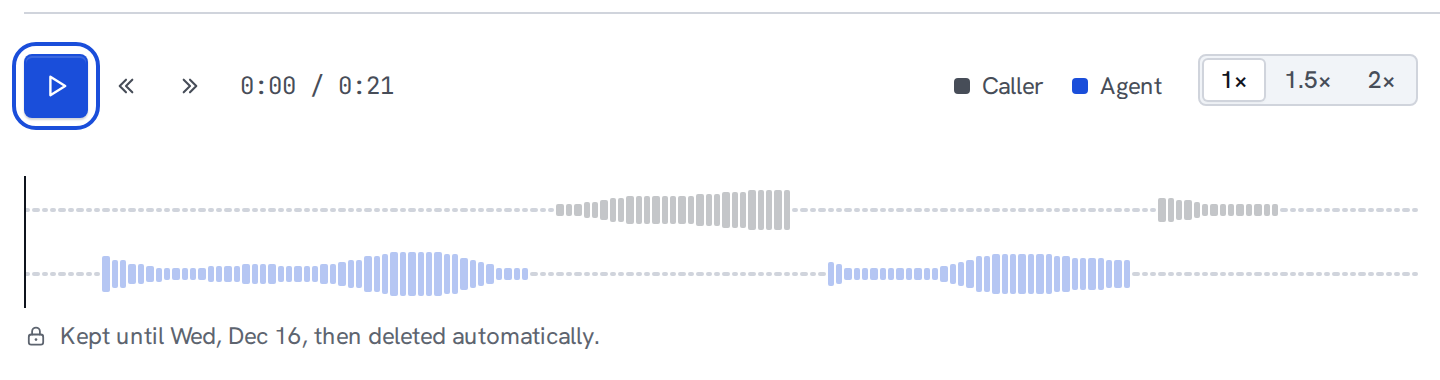 0:00 / 0:21 Caller Agent 1× 1.5× 2×
Kept until Wed, Dec 16, then deleted automatically.